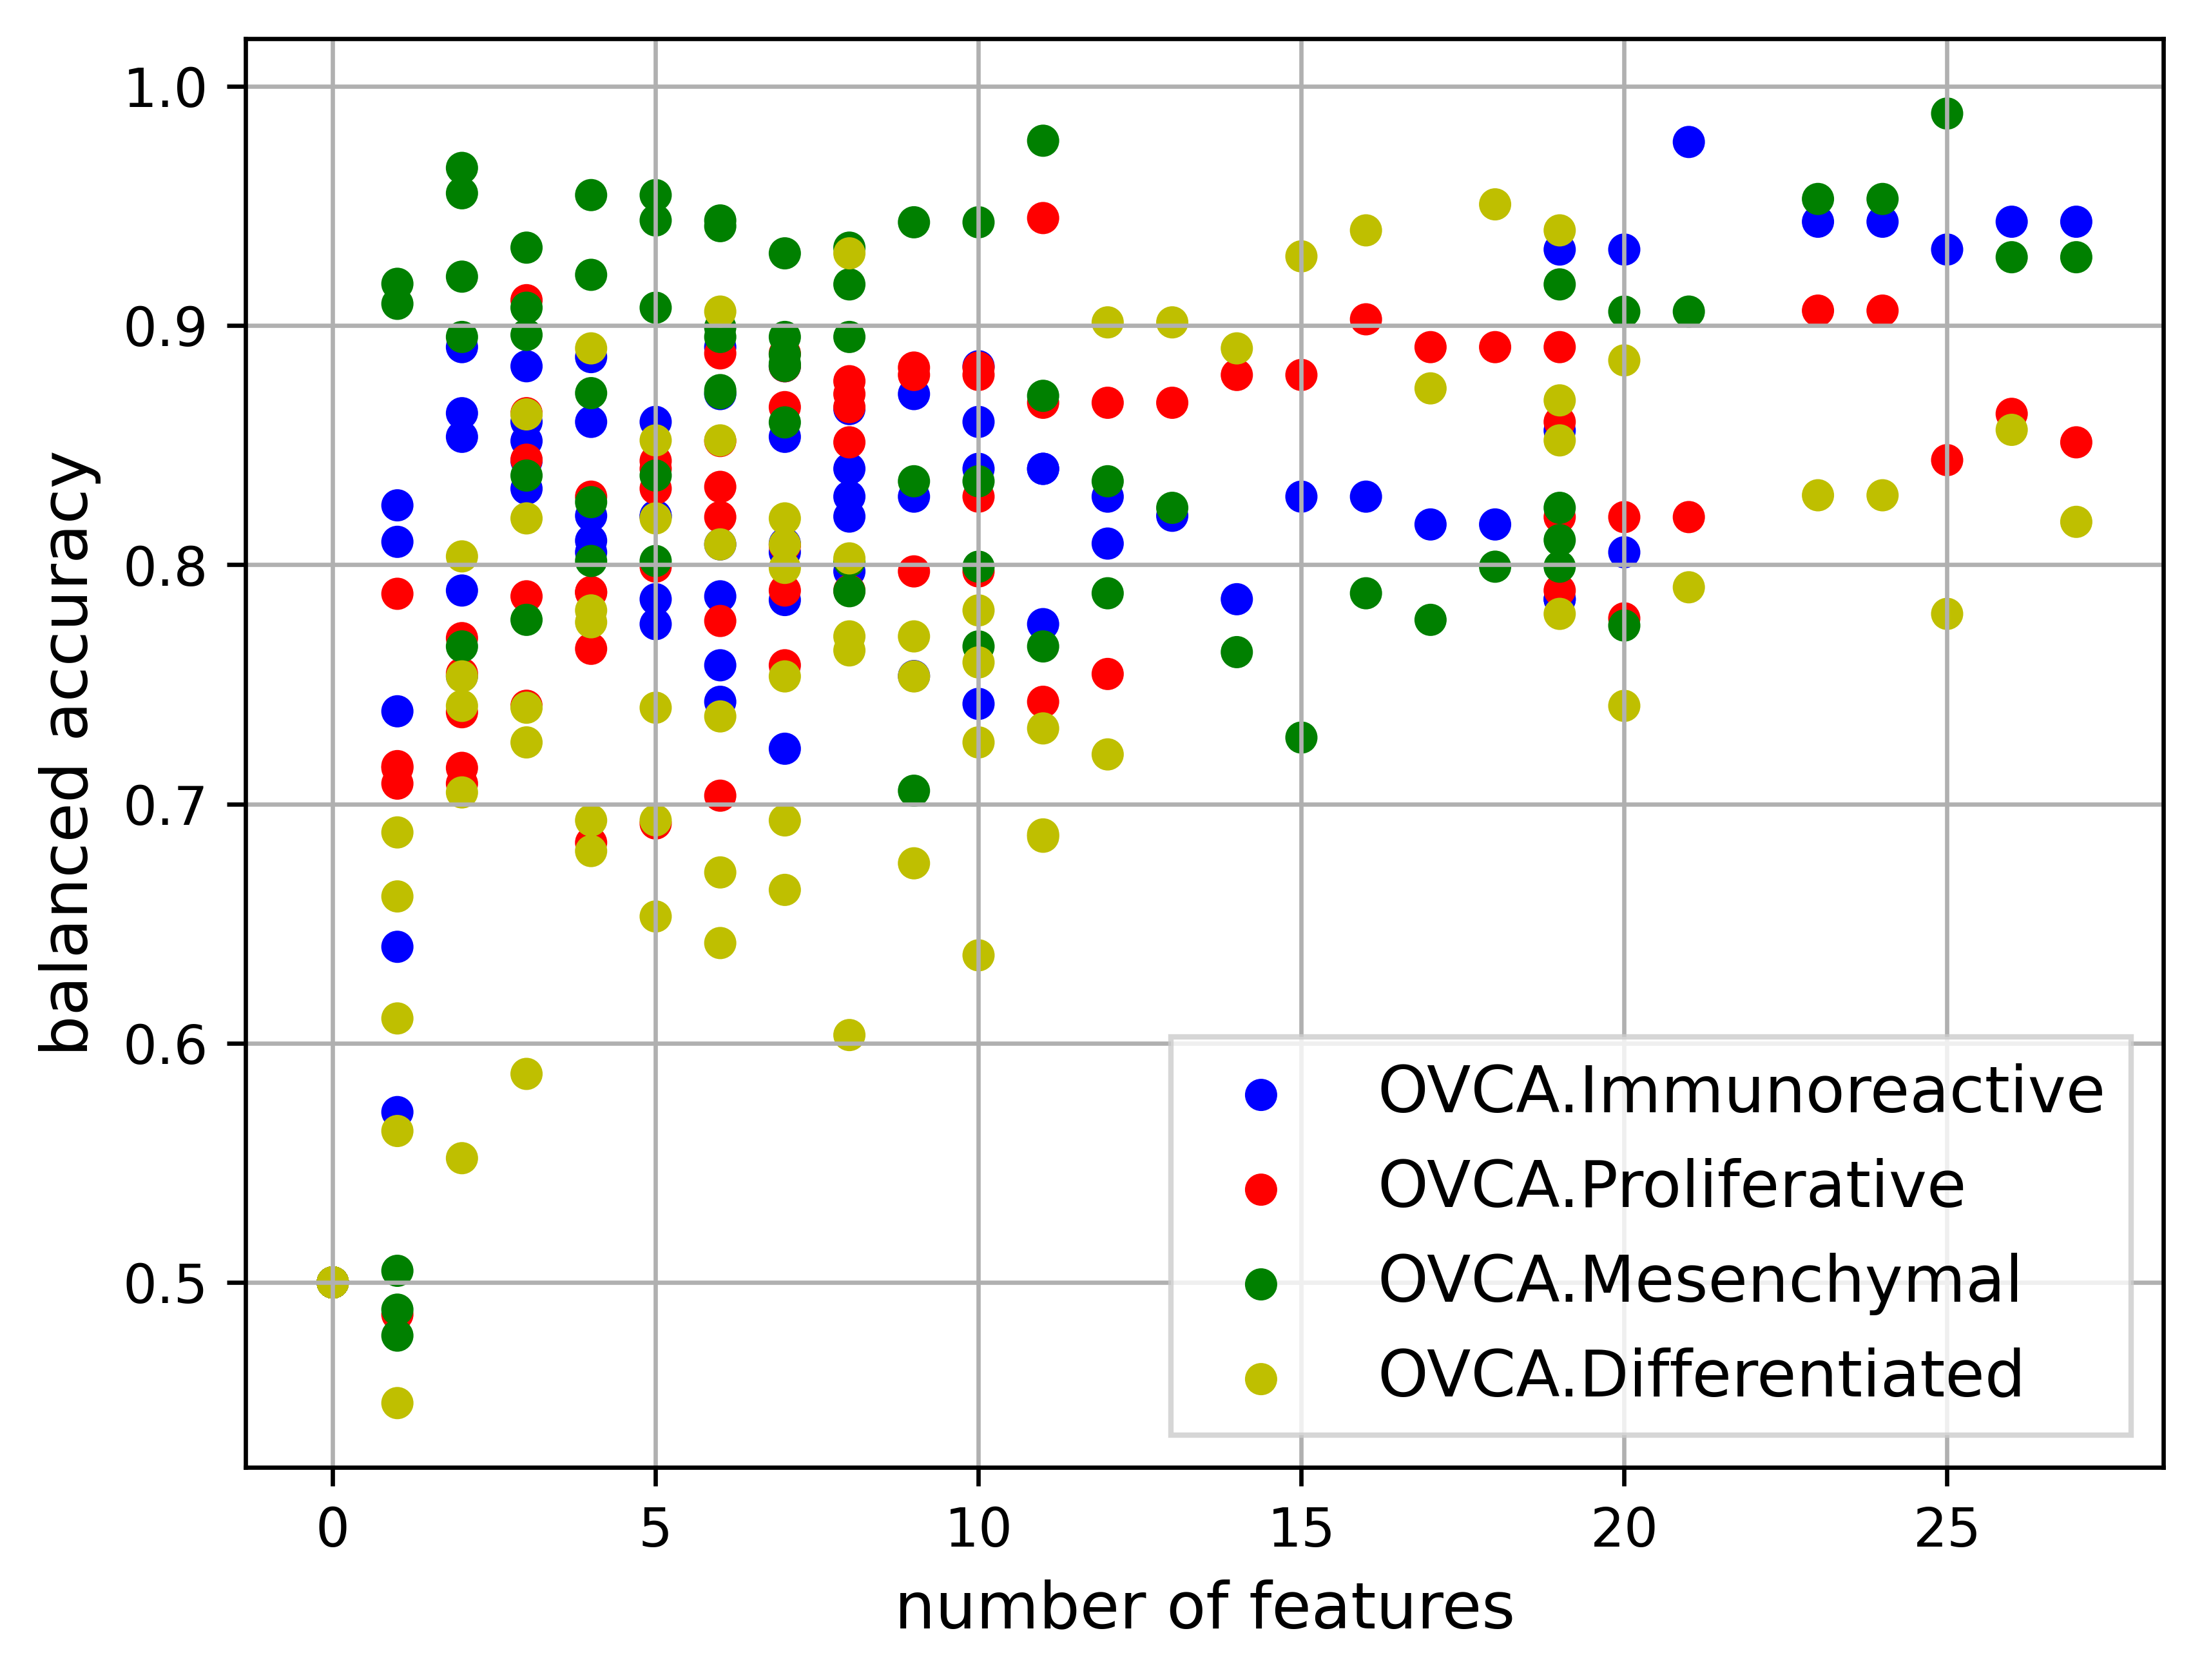 1.0
0.9
0.8
0.7
0.6
0.5
balanced accuracy
OVCA.Immunoreactive
OVCA.Proliferative
OVCA.Mesenchymal
OVCA.Differentiated
0 5 10 15 20 25
number of features